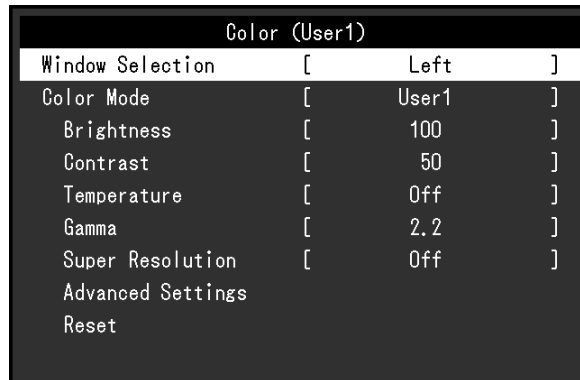 Color (User1)
Window Selection [ Left ]
Color Mode [ User1 ]
Brightness [ 100 ]
Contrast [ 50 ]
Temperature [ Off ]
Gamma [ 2.2 ]
Super Resolution [ Off ]
Advanced Settings
Reset